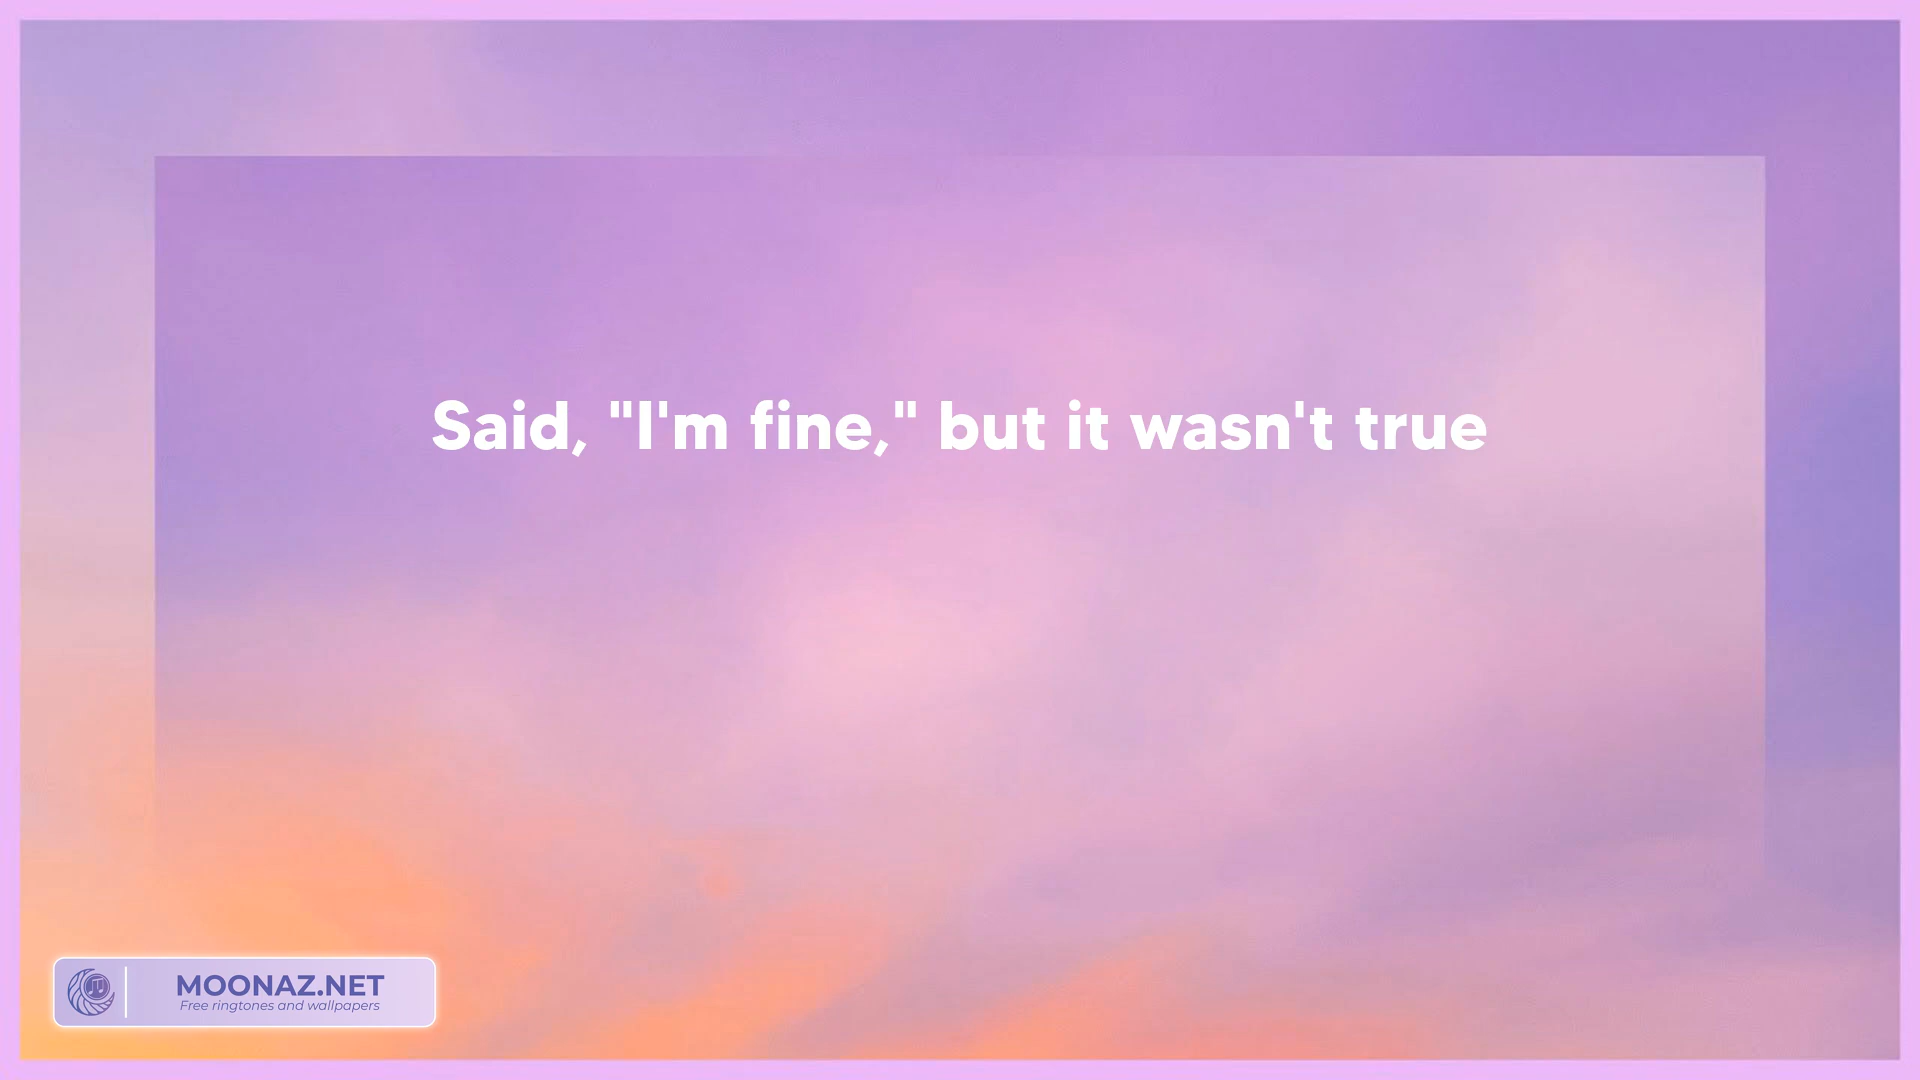 Said, "I'm fine," but it wasn't true
MOONAZ.NET
Free ringtones and wallpapers